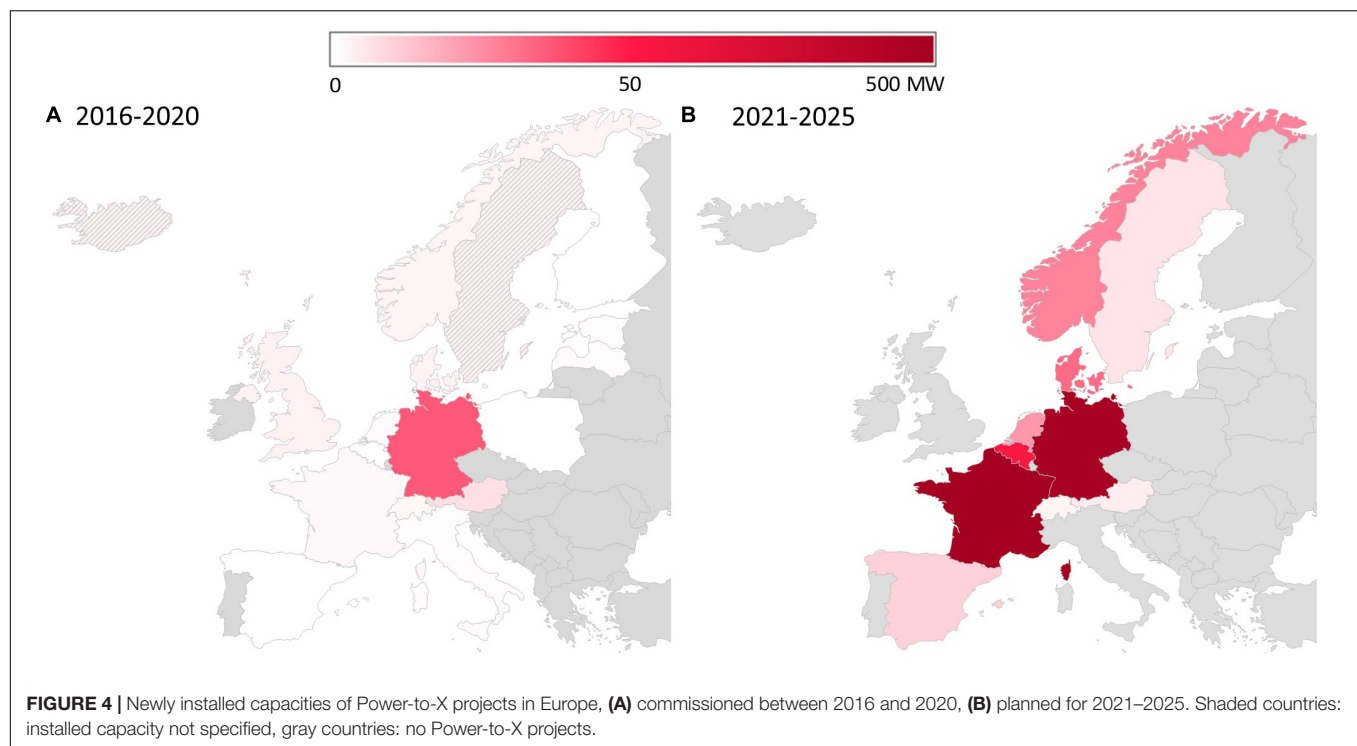 0 50 500 MW
A 2016-2020 B 2021-2025
FIGURE 4 | Newly installed capacities of Power-to-X projects in Europe, (A) commissioned between 2016 and 2020, (B) planned for 2021–2025. Shaded countries:
installed capacity not specified, gray countries: no Power-to-X projects.